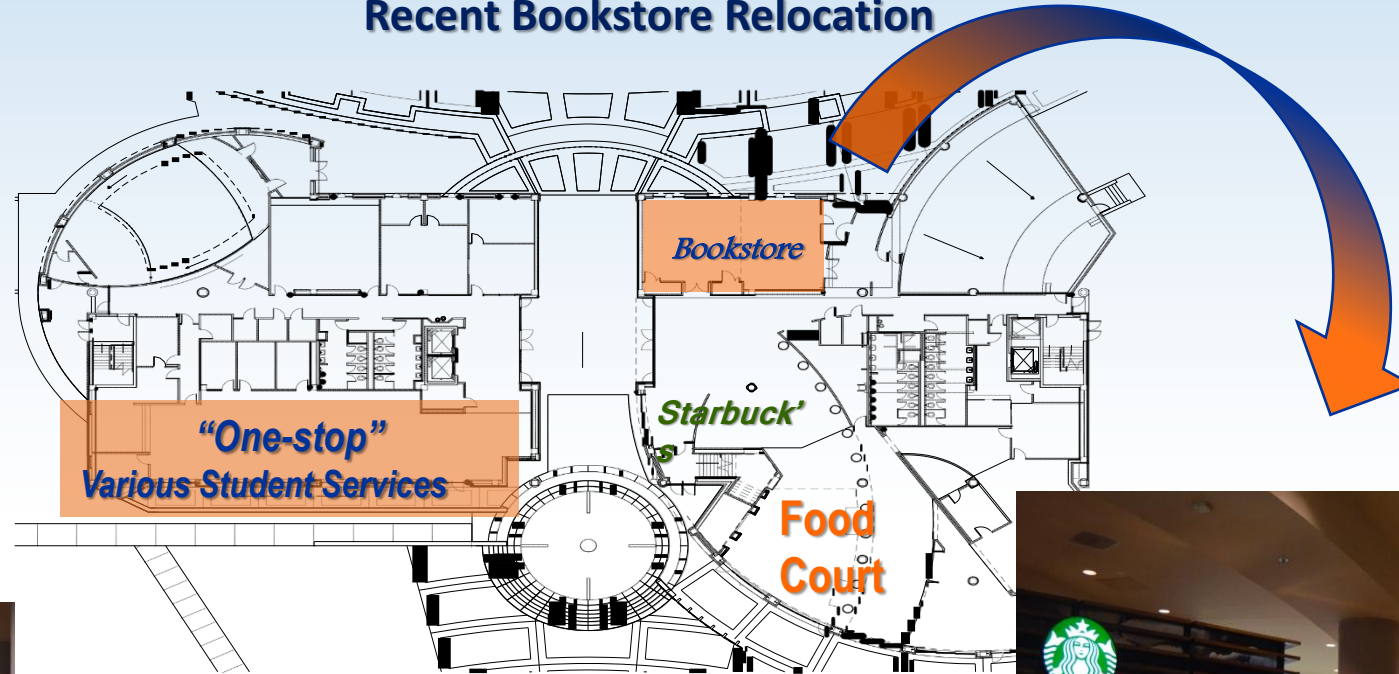 Recent Bookstore Relocation
Bookstore
Starbuck’
s
“One-stop”
Various Student Services
Food
Court